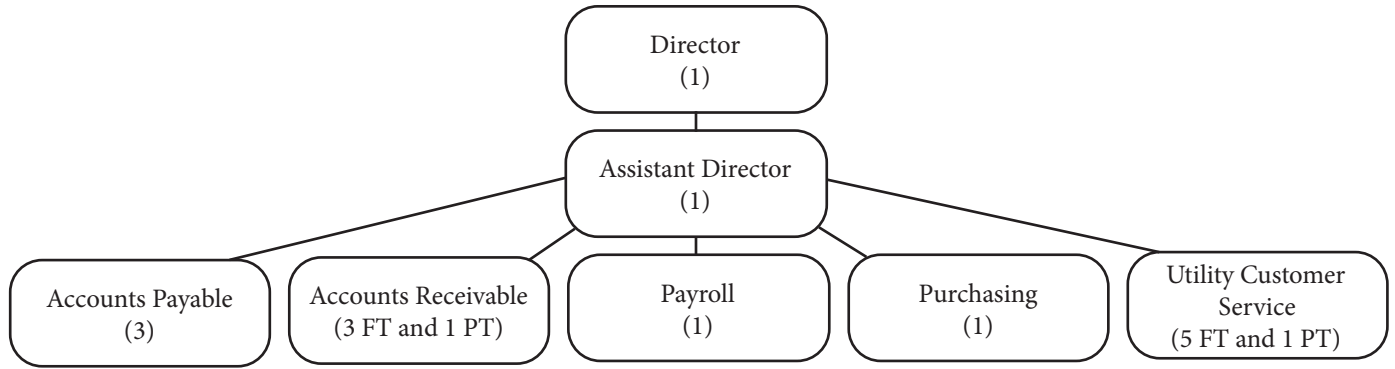 Director
(1)
Assistant Director
(1)
Accounts Payable
(3)
Accounts Receivable
(3 FT and 1 PT)
Payroll
(1)
Purchasing
(1)
Utility Customer
Service
(5 FT and 1 PT)